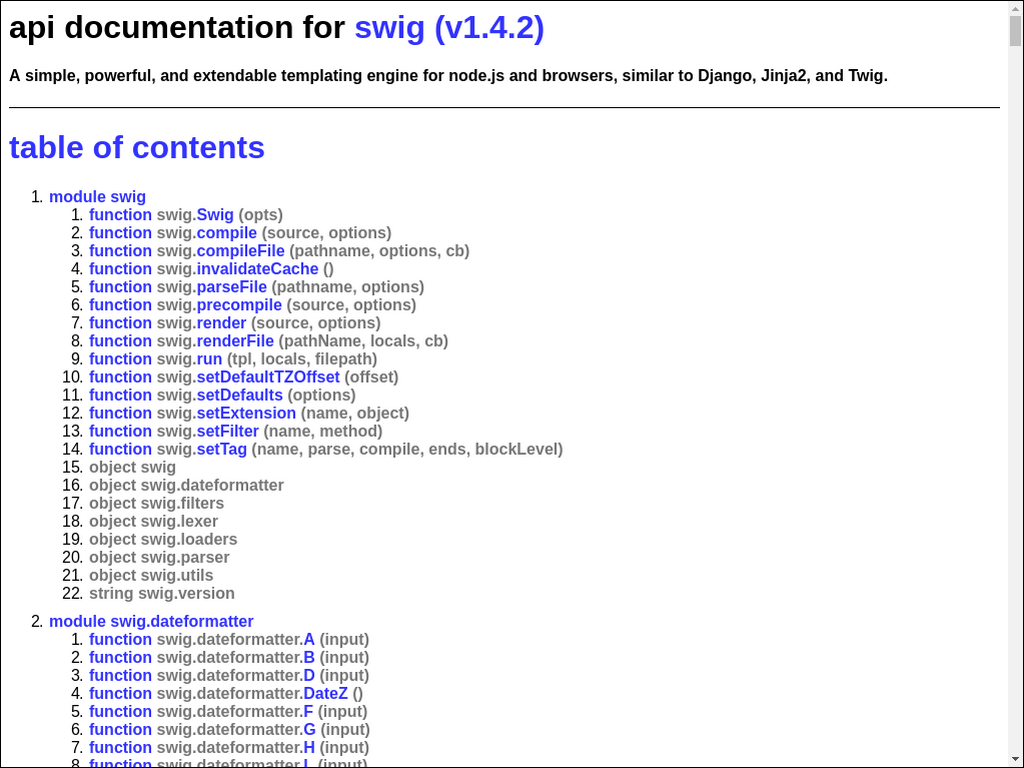 api documentation for swig (v1.4.2)
A simple, powerful, and extendable templating engine for node.js and browsers, similar to Django, Jinja2, and Twig.
table of contents
1. module swig
1. function swig.Swig (opts)
2. function swig.compile (source, options)
3. function swig.compileFile (pathname, options, cb)
4. function swig.invalidateCache ()
5. function swig.parseFile (pathname, options)
6. function swig.precompile (source, options)
7. function swig.render (source, options)
8. function swig.renderFile (pathName, locals, cb)
9. function swig.run (tpl, locals, filepath)
10. function swig.setDefaultTZOffset (offset)
11. function swig.setDefaults (options)
12. function swig.setExtension (name, object)
13. function swig.setFilter (name, method)
14. function swig.setTag (name, parse, compile, ends, blockLevel)
15. object swig
16. object swig.dateformatter
17. object swig.filters
18. object swig.lexer
19. object swig.loaders
20. object swig.parser
21. object swig.utils
22. string swig.version
2. module swig.dateformatter
1. function swig.dateformatter.A (input)
2. function swig.dateformatter.B (input)
3. function swig.dateformatter.D (input)
4. function swig.dateformatter.DateZ ()
5. function swig.dateformatter.F (input)
6. function swig.dateformatter.G (input)
7. function swig.dateformatter.H (input)
8. function swig.dateformatter. (input)